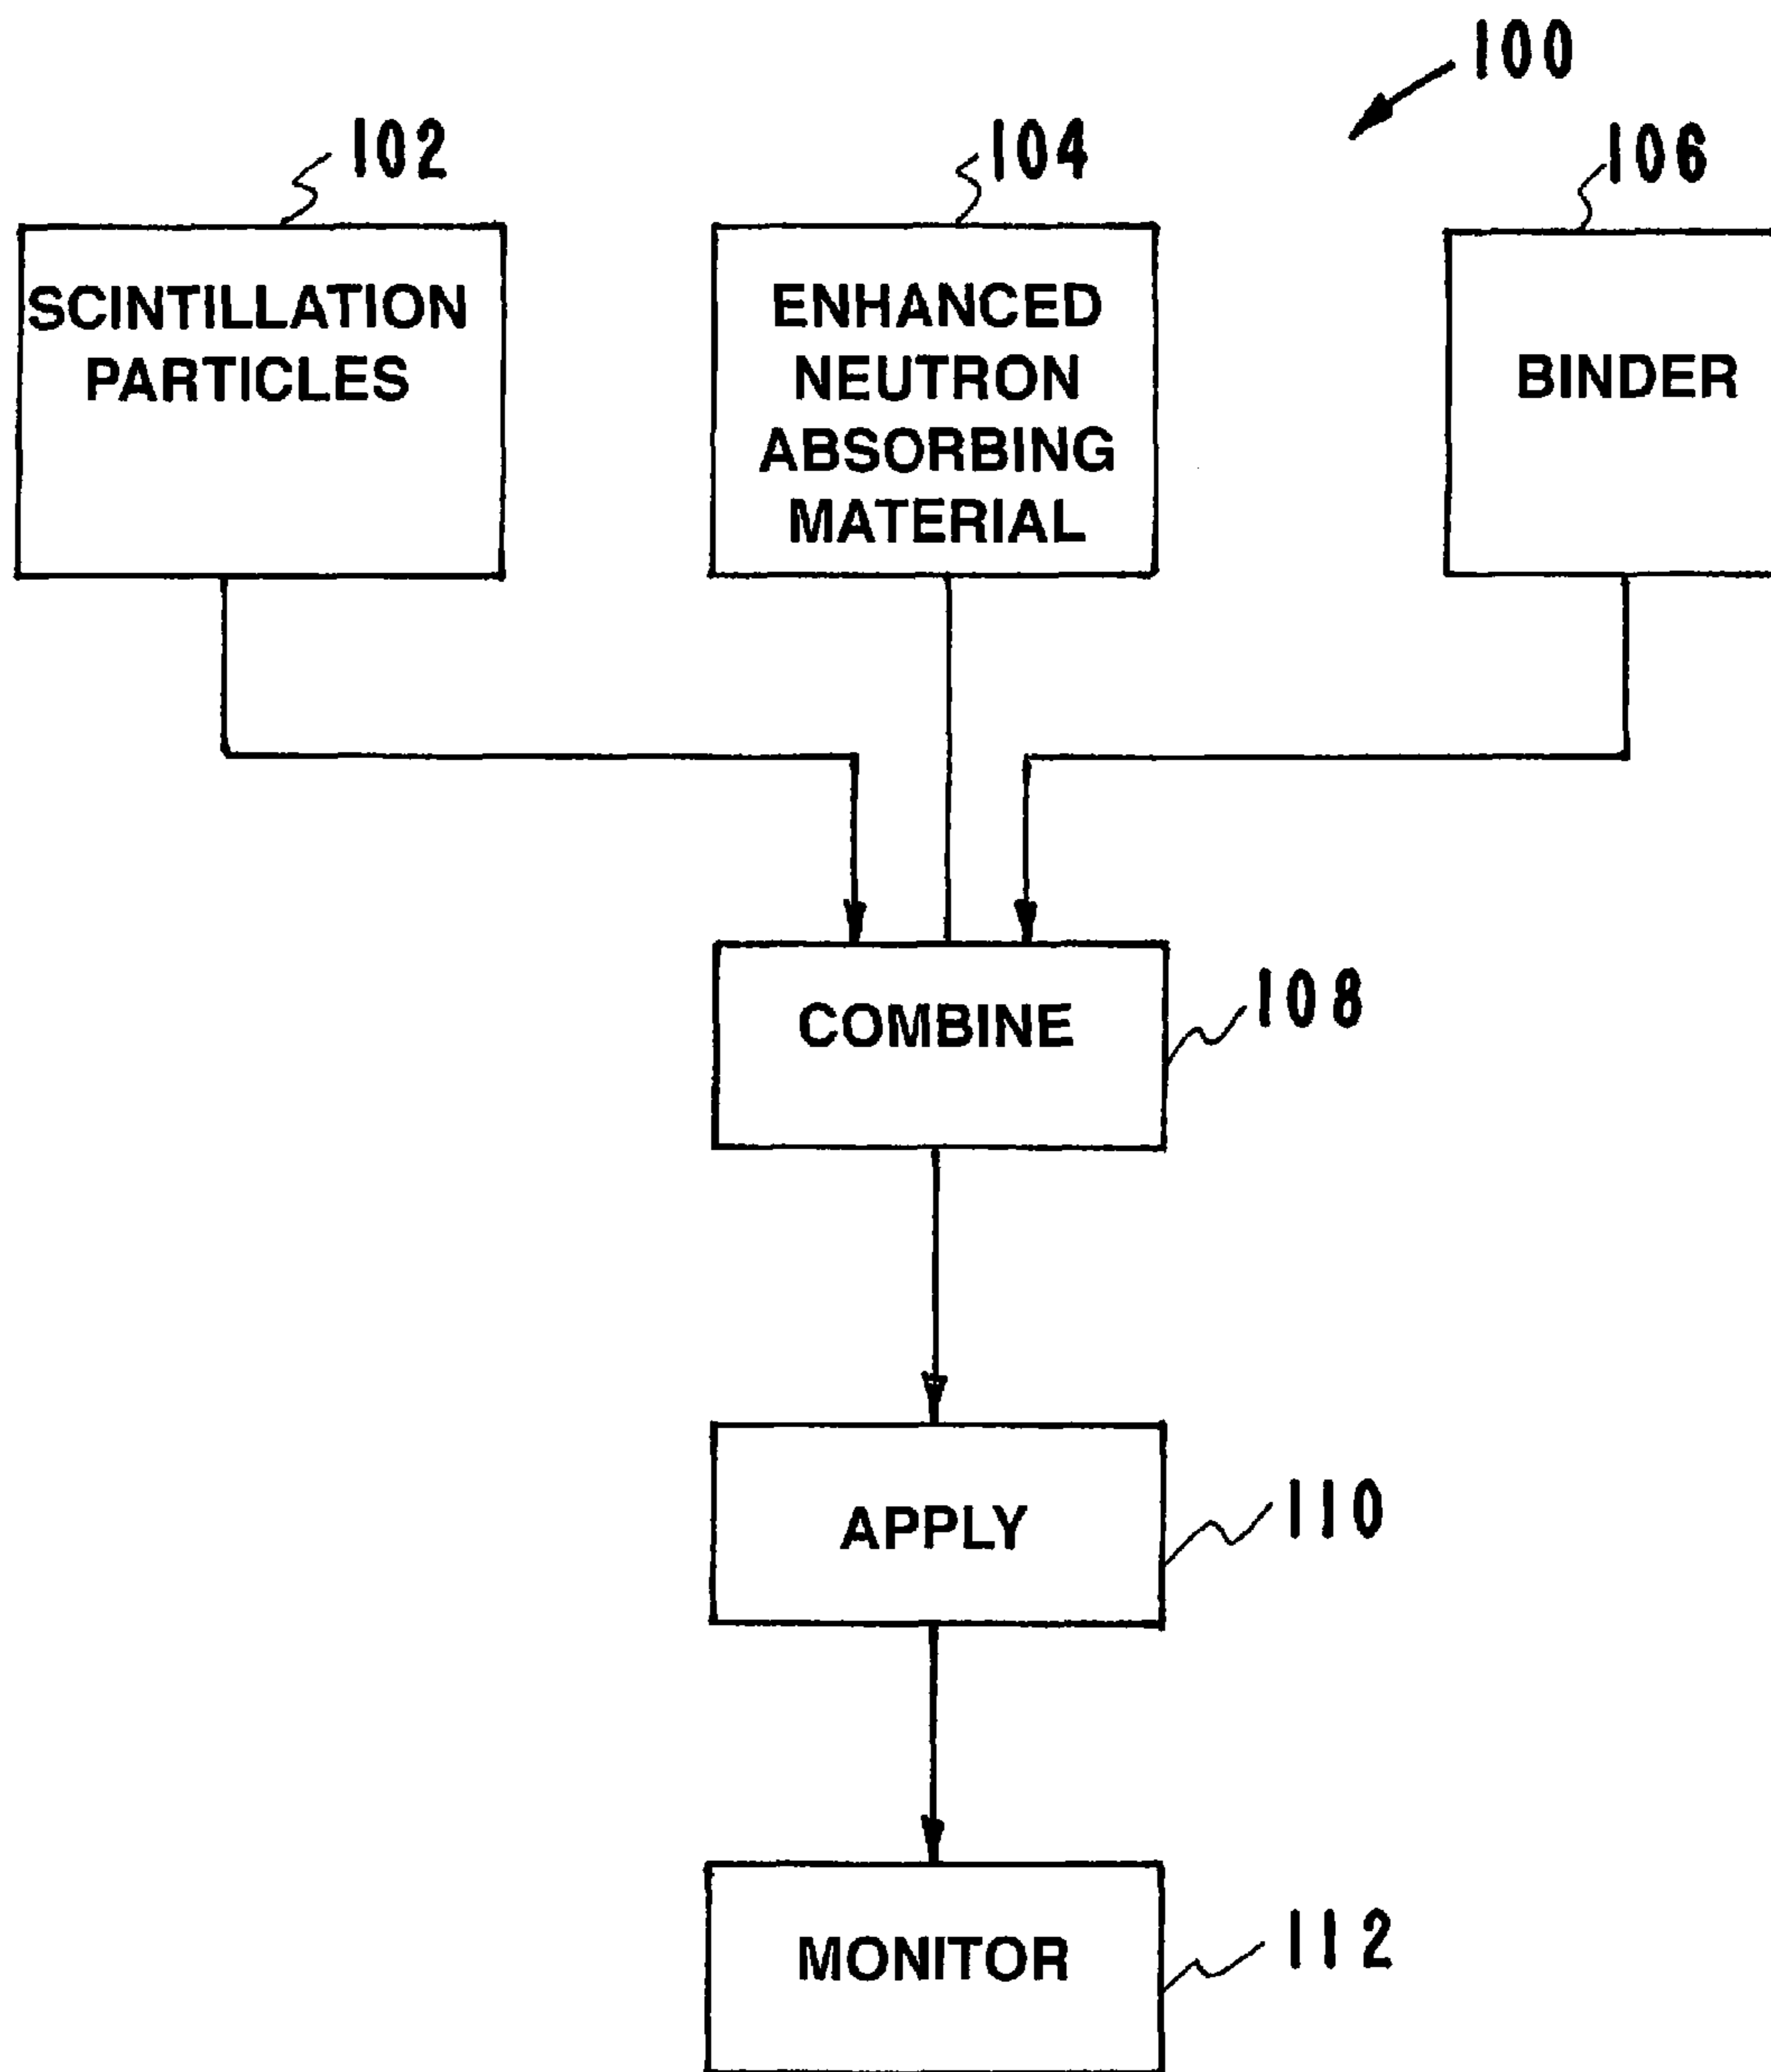 100
102
104
106
SCINTILLATION
PARTICLES
ENHANCED
NEUTRON
ABSORBING
MATERIAL
BINDER
COMBINE
108
APPLY
110
MONITOR
112